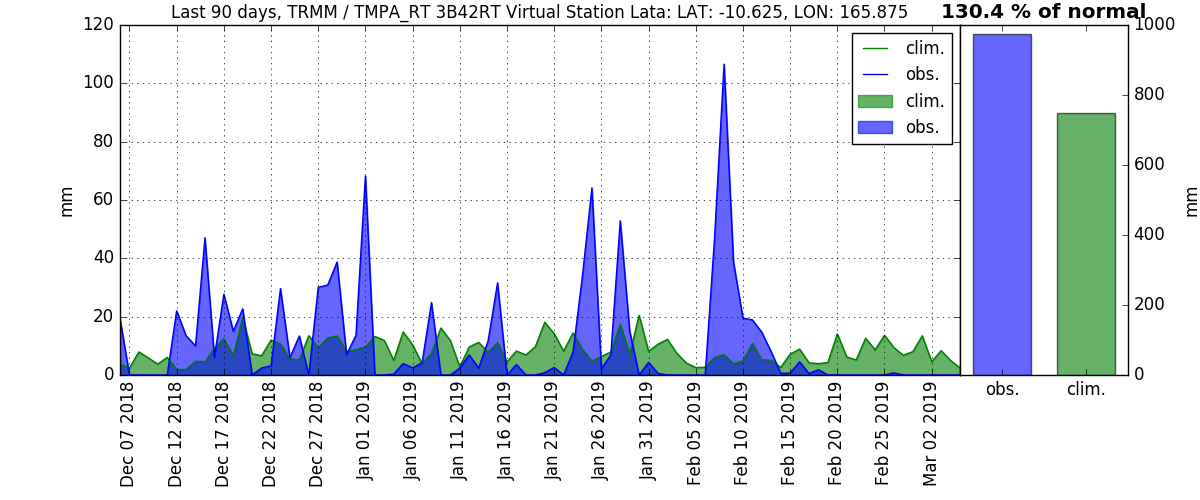 Last 90 days, TRMM / TMPA_RT 3B42RT Virtual Station Lata: LAT: -10.625, LON: 165.875
130.4 % of normal
120
100
80
60
40
20
0
mm
clim.
obs.
clim.
obs.
Dec 07 2018
Dec 12 2018
Dec 17 2018
Dec 22 2018
Dec 27 2018
Jan 01 2019
Jan 06 2019
Jan 11 2019
Jan 16 2019
Jan 21 2019
Jan 26 2019
Jan 31 2019
Feb 05 2019
Feb 10 2019
Feb 15 2019
Feb 20 2019
Feb 25 2019
Mar 02 2019
1000
800
600
400
200
0
mm
obs.
clim.